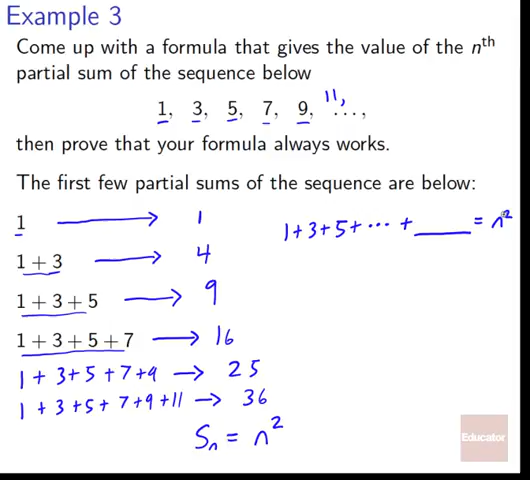 Example 3
Come up with a formula that gives the value of the nth
partial sum of the sequence below
1, 3, 5, 7, 9, 11, ...,
then prove that your formula always works.
The first few partial sums of the sequence are below:
1 → 1
1 + 3 → 4
1 + 3 + 5 → 9
1 + 3 + 5 + 7 → 16
1 + 3 + 5 + 7 + 9 → 25
1 + 3 + 5 + 7 + 9 + 11 → 36
Sn = n²
1 + 3 + 5 + ... + ____ = n²
Educator